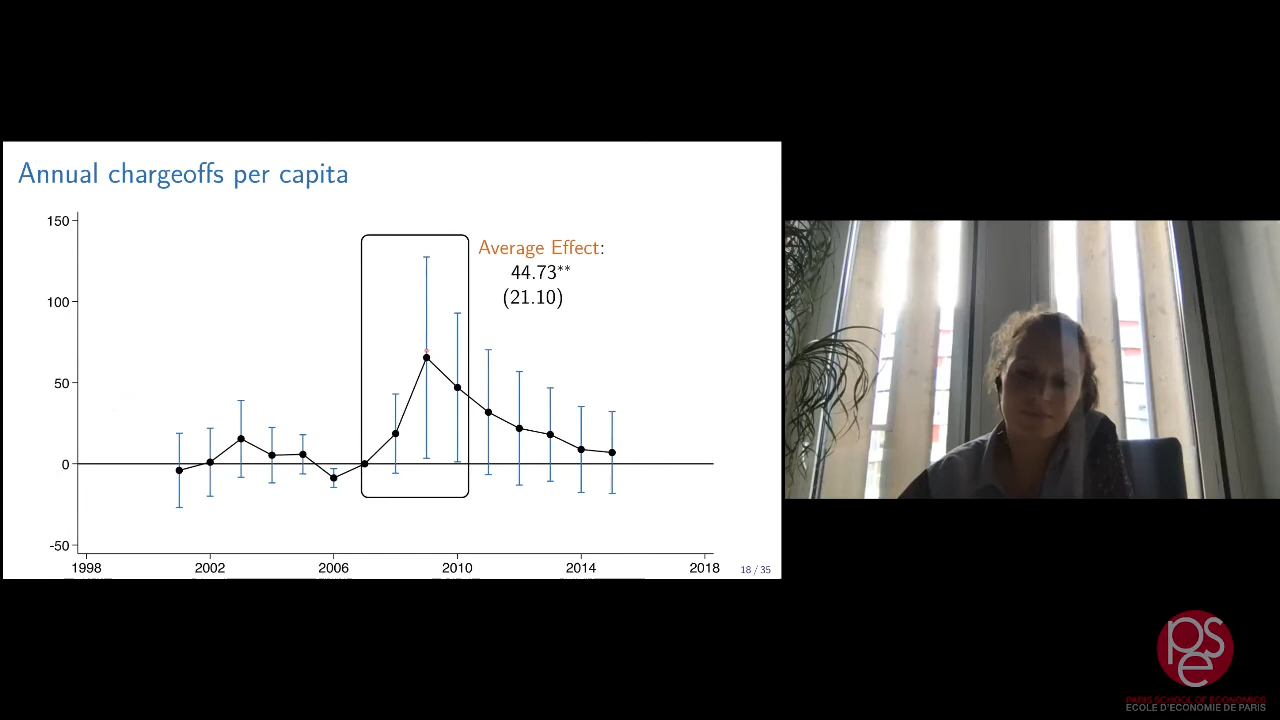 Annual chargeoffs per capita
150
100
50
0
-50
Average Effect:
44.73**
(21.10)
1998 2002 2006 2010 2014 2018
18 / 35
pse
PARIS SCHOOL OF ECONOMICS
ECOLE D'ECONOMIE DE PARIS